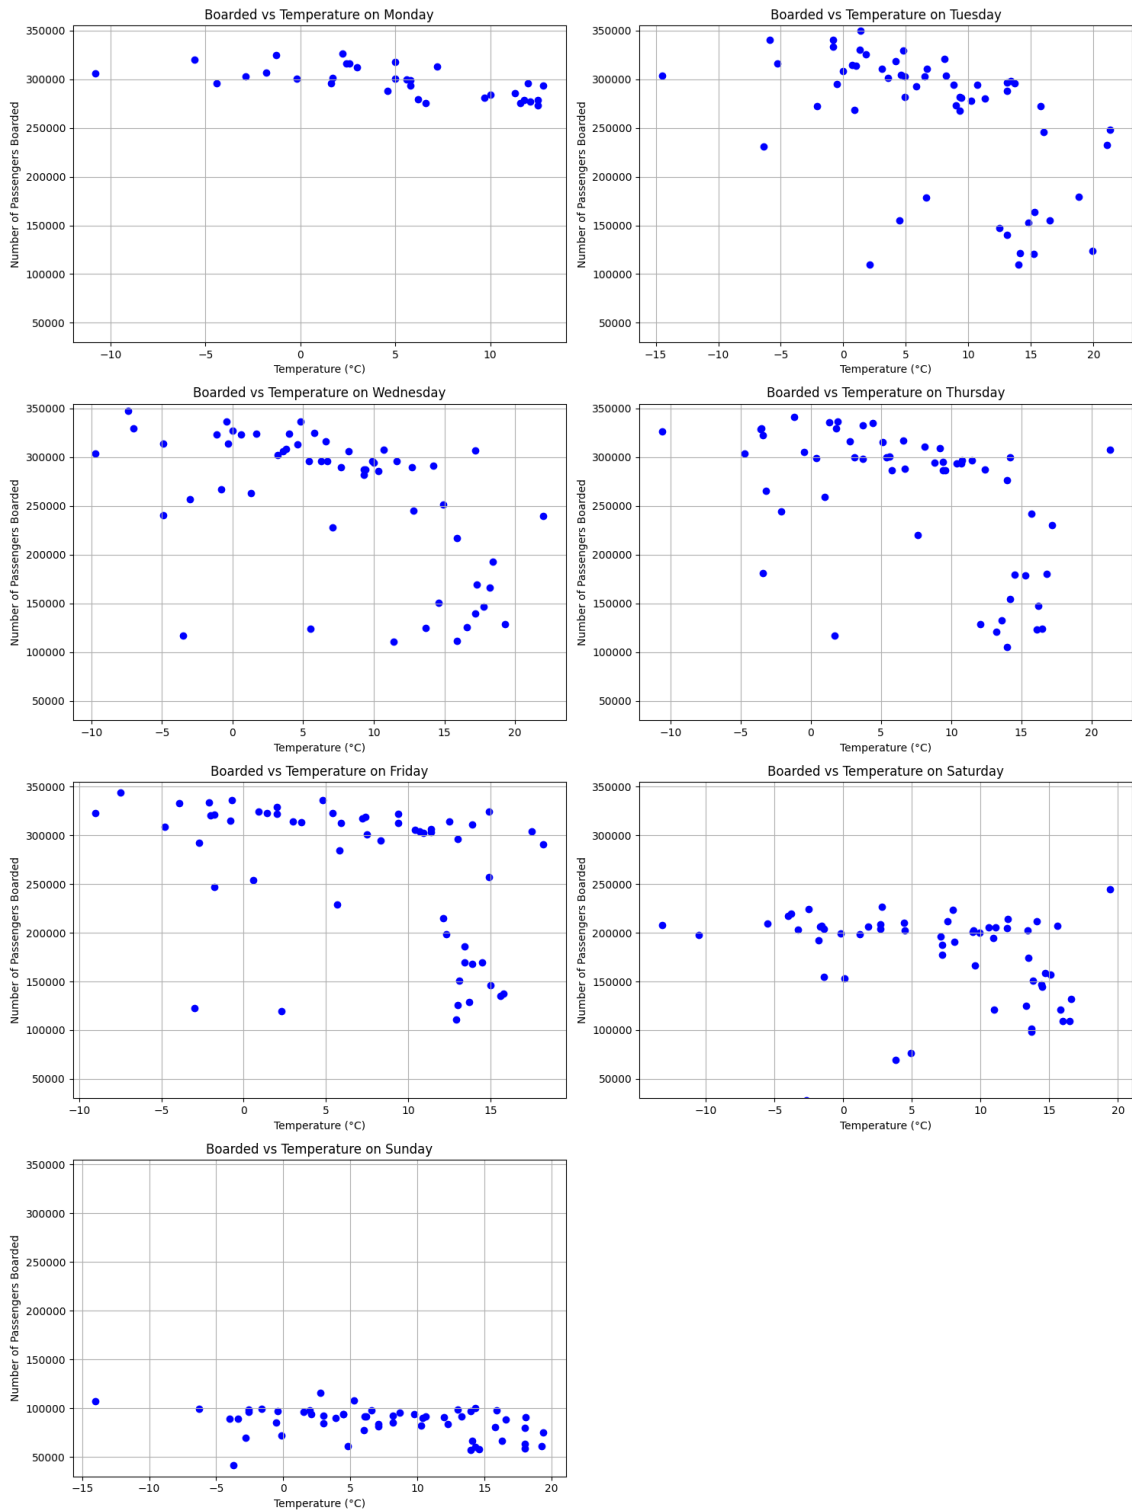 Boarded vs Temperature on Monday
Number of Passengers Boarded
350000
300000
250000
200000
150000
100000
50000
−10 −5 0 5 10
Temperature (°C)
Boarded vs Temperature on Tuesday
Number of Passengers Boarded
350000
300000
250000
200000
150000
100000
50000
−15 −10 −5 0 5 10 15 20
Temperature (°C)
Boarded vs Temperature on Wednesday
Number of Passengers Boarded
350000
300000
250000
200000
150000
100000
50000
−10 −5 0 5 10 15 20
Temperature (°C)
Boarded vs Temperature on Thursday
Number of Passengers Boarded
350000
300000
250000
200000
150000
100000
50000
−10 −5 0 5 10 15 20
Temperature (°C)
Boarded vs Temperature on Friday
Number of Passengers Boarded
350000
300000
250000
200000
150000
100000
50000
−10 −5 0 5 10 15
Temperature (°C)
Boarded vs Temperature on Saturday
Number of Passengers Boarded
350000
300000
250000
200000
150000
100000
50000
−10 −5 0 5 10 15 20
Temperature (°C)
Boarded vs Temperature on Sunday
Number of Passengers Boarded
350000
300000
250000
200000
150000
100000
50000
−15 −10 −5 0 5 10 15 20
Temperature (°C)